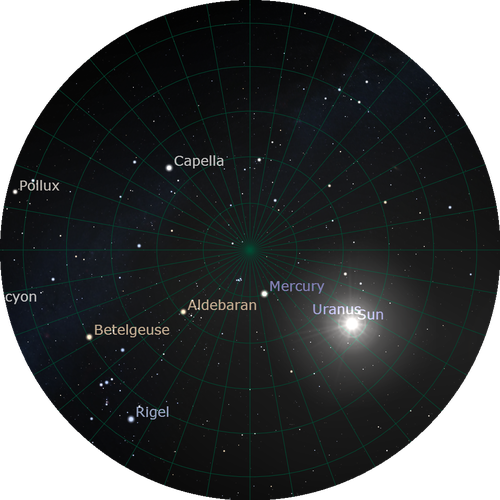 Capella
Pollux
Mercury
cyon
Aldebaran
Uranus
Sun
Betelgeuse
Rigel